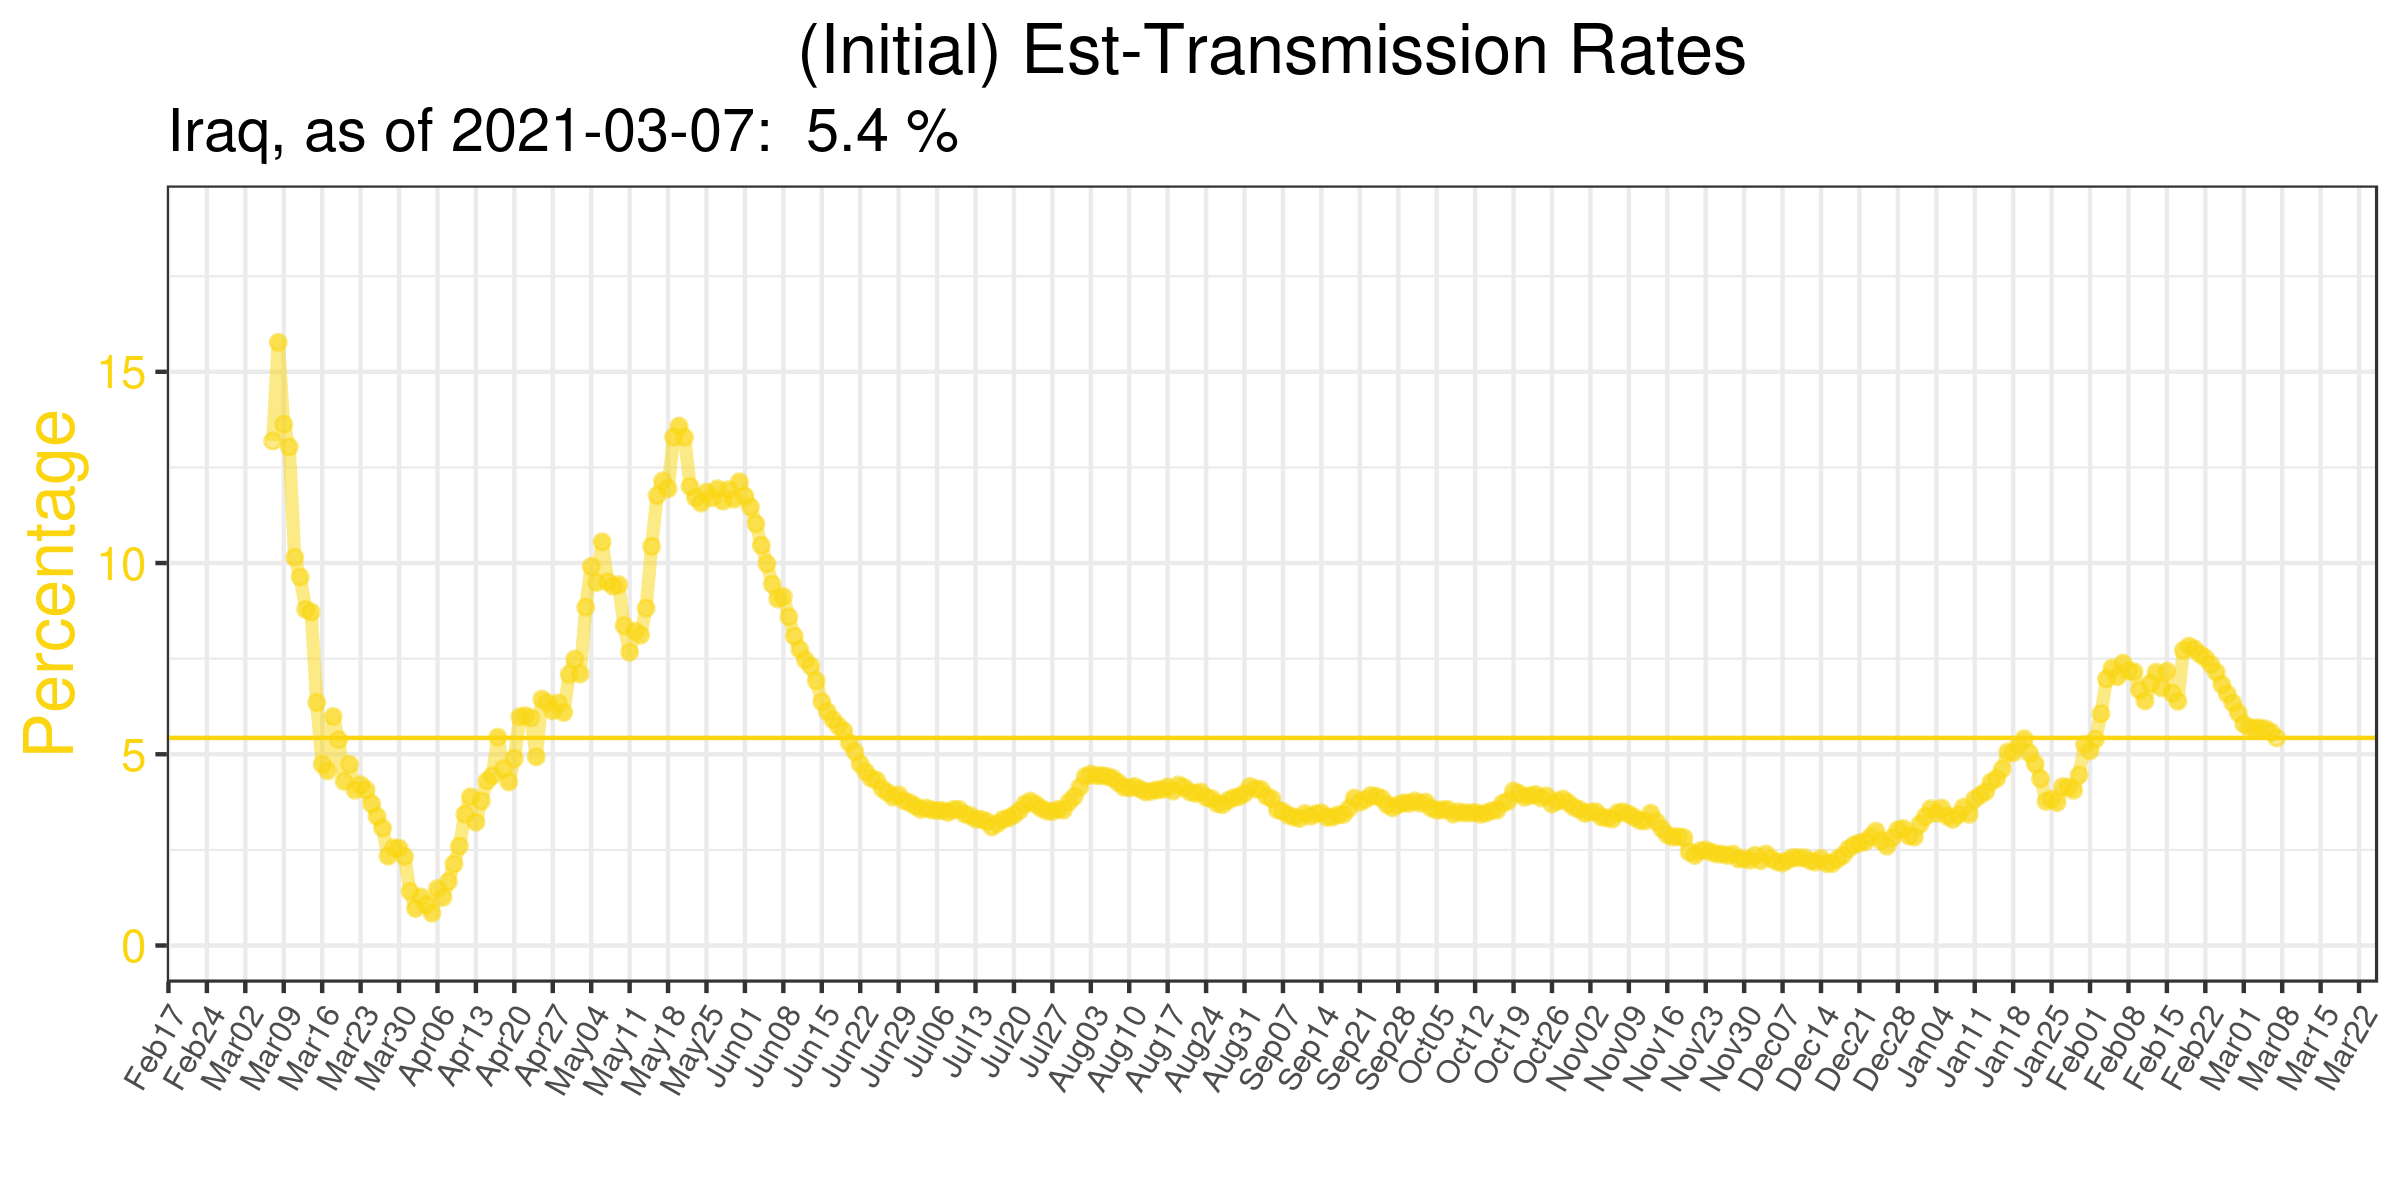 (Initial) Est-Transmission Rates
Iraq, as of 2021-03-07:  5.4 %
Percentage
15
10
5
0
Feb17
Feb24
Mar02
Mar09
Mar16
Mar23
Mar30
Apr06
Apr13
Apr20
Apr27
May04
May11
May18
May25
Jun01
Jun08
Jun15
Jun22
Jun29
Jul06
Jul13
Jul20
Jul27
Aug03
Aug10
Aug17
Aug24
Aug31
Sep07
Sep14
Sep21
Sep28
Oct05
Oct12
Oct19
Oct26
Nov02
Nov09
Nov16
Nov23
Nov30
Dec07
Dec14
Dec21
Dec28
Jan04
Jan11
Jan18
Jan25
Feb01
Feb08
Feb15
Feb22
Mar01
Mar08
Mar15
Mar22